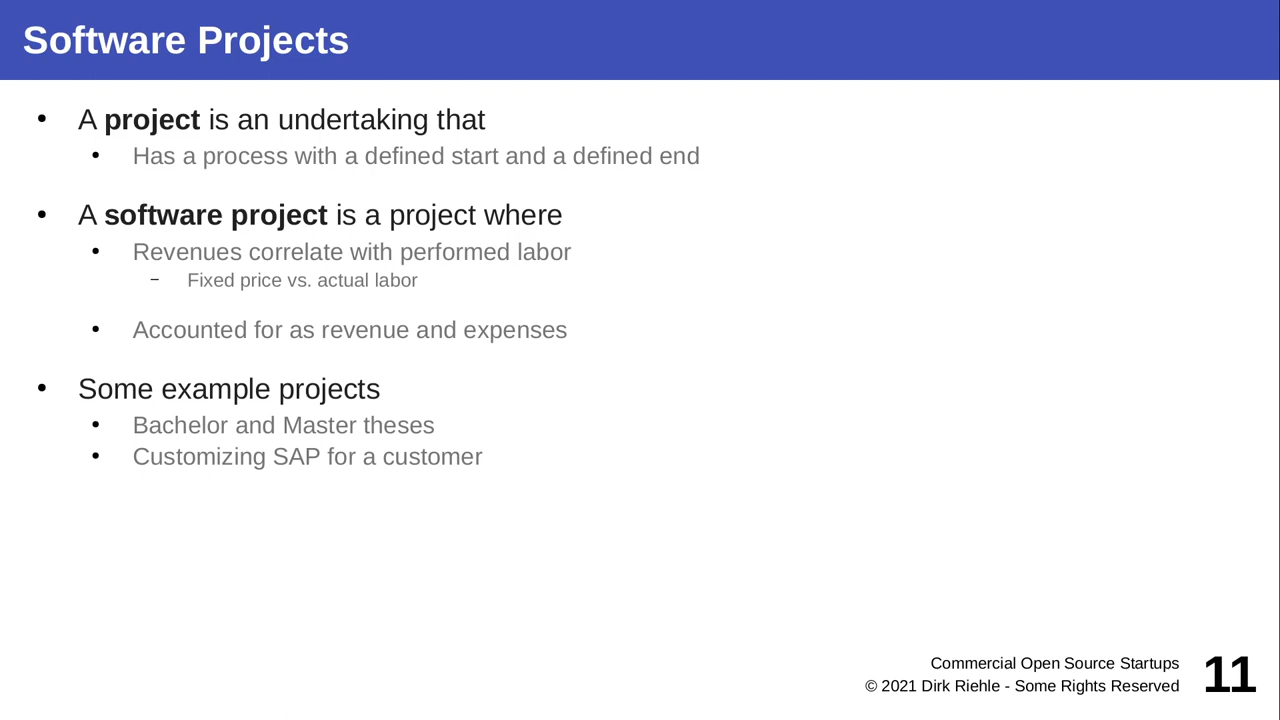 Software Projects
• A project is an undertaking that
• Has a process with a defined start and a defined end
• A software project is a project where
• Revenues correlate with performed labor
– Fixed price vs. actual labor
• Accounted for as revenue and expenses
• Some example projects
• Bachelor and Master theses
• Customizing SAP for a customer
Commercial Open Source Startups
© 2021 Dirk Riehle - Some Rights Reserved
11